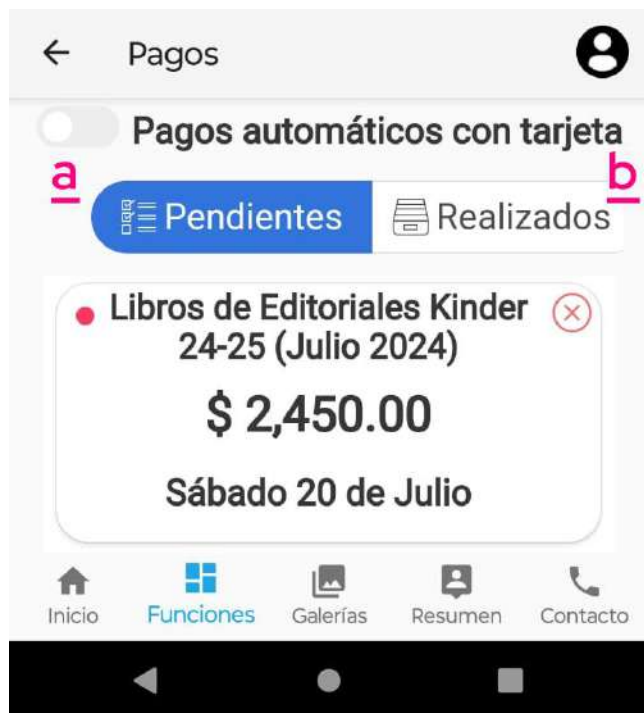 Pagos
Pagos automáticos con tarjeta
a
b
Pendientes
Realizados
Libros de Editoriales Kinder
24-25 (Julio 2024)
$ 2,450.00
Sábado 20 de Julio
Inicio
Funciones
Galerías
Resumen
Contacto